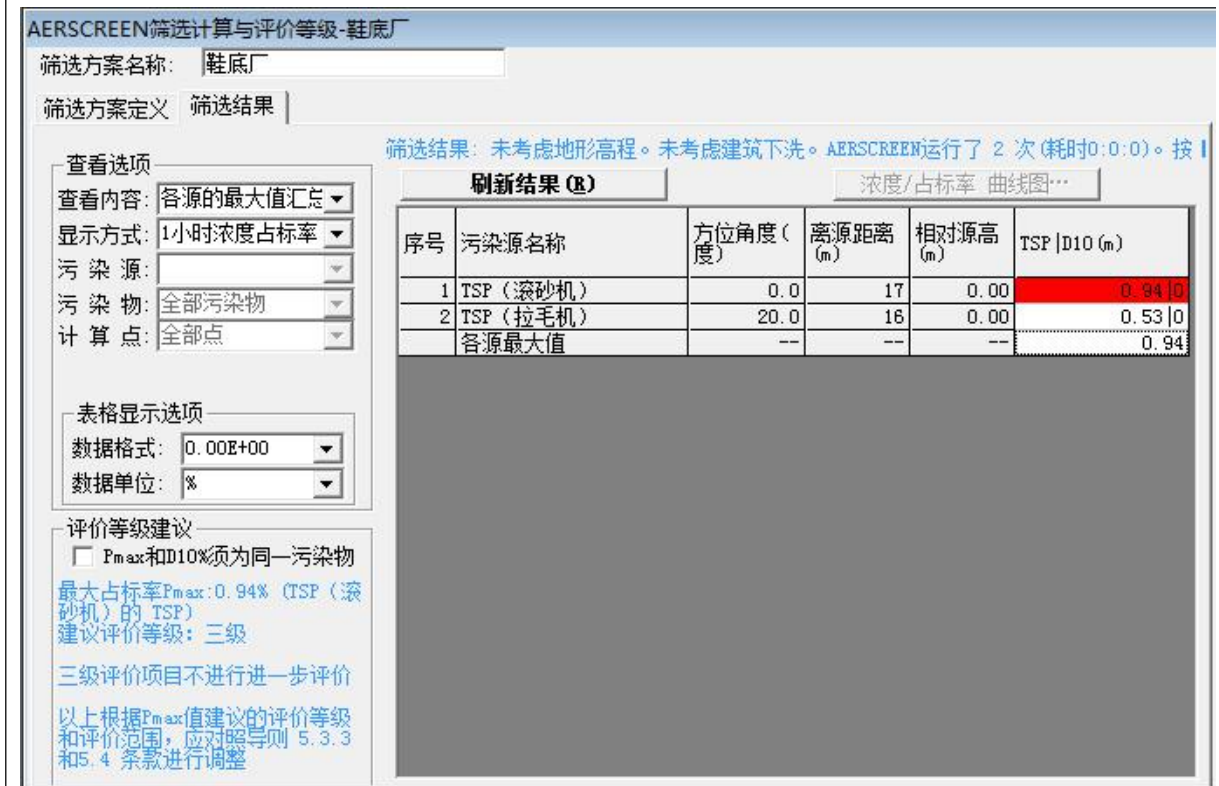 AERSCREEN筛选计算与评价等级-鞋底厂
筛选方案名称: 鞋底厂
筛选方案定义 筛选结果
筛选结果: 未考虑地形高程。未考虑建筑下洗。AERSCREEN运行了 2 次(耗时0:0:0)。按
刷新结果(R) 浓度/占标率 曲线图…
查看选项
查看内容: 各源的最大值汇总
显示方式: 1小时浓度占标率
污 染 源:
污 染 物: 全部污染物
计 算 点: 全部点
表格显示选项
数据格式: 0.00E+00
数据单位: %
评价等级建议
Pmax和D10%须为同一污染物
最大占标率Pmax:0.94% (TSP（滚
砂机）的 TSP)
建议评价等级: 三级
三级评价项目不进行进一步评价
以上根据Pmax值建议的评价等级
和评价范围，应对照导则 5.3.3
和5.4 条款进行调整
序号 污染源名称 方位角度(度) 离源距离(m) 相对源高(m) TSP|D10(m)
1 TSP（滚砂机） 0.0 17 0.00 0.94|0
2 TSP（拉毛机） 20.0 16 0.00 0.53|0
各源最大值 -- -- -- 0.94